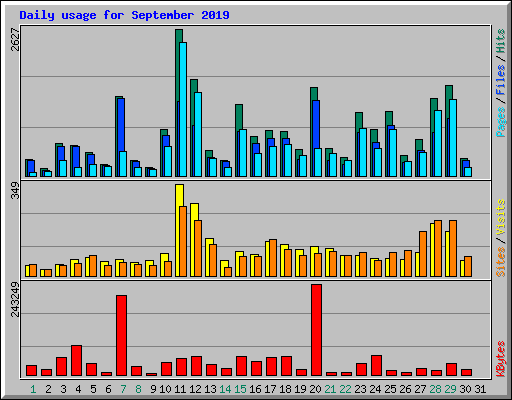 Daily usage for September 2019
2627
Pages / Files / Hits
349
Sites / Visits
243249
KBytes
1 2 3 4 5 6 7 8 9 10 11 12 13 14 15 16 17 18 19 20 21 22 23 24 25 26 27 28 29 30 31